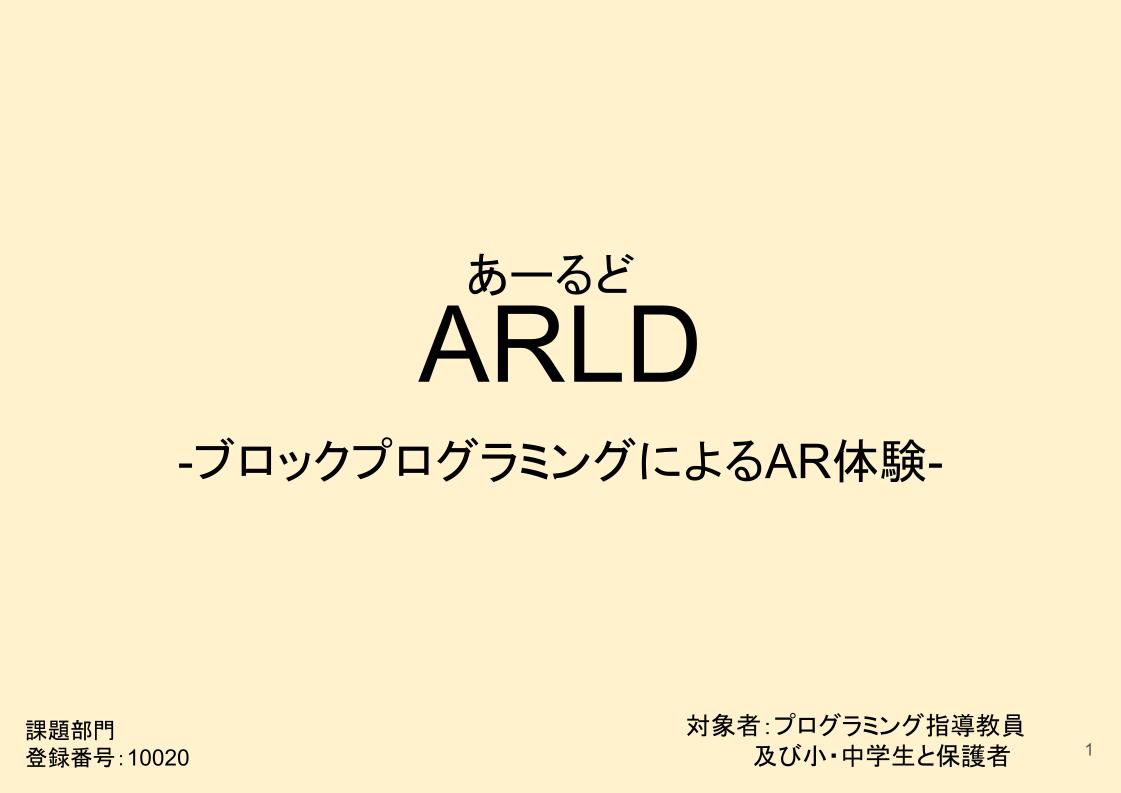 あーるど
ARLD
-ブロックプログラミングによるAR体験-
課題部門
登録番号：10020
対象者：プログラミング指導教員
及び小・中学生と保護者
1